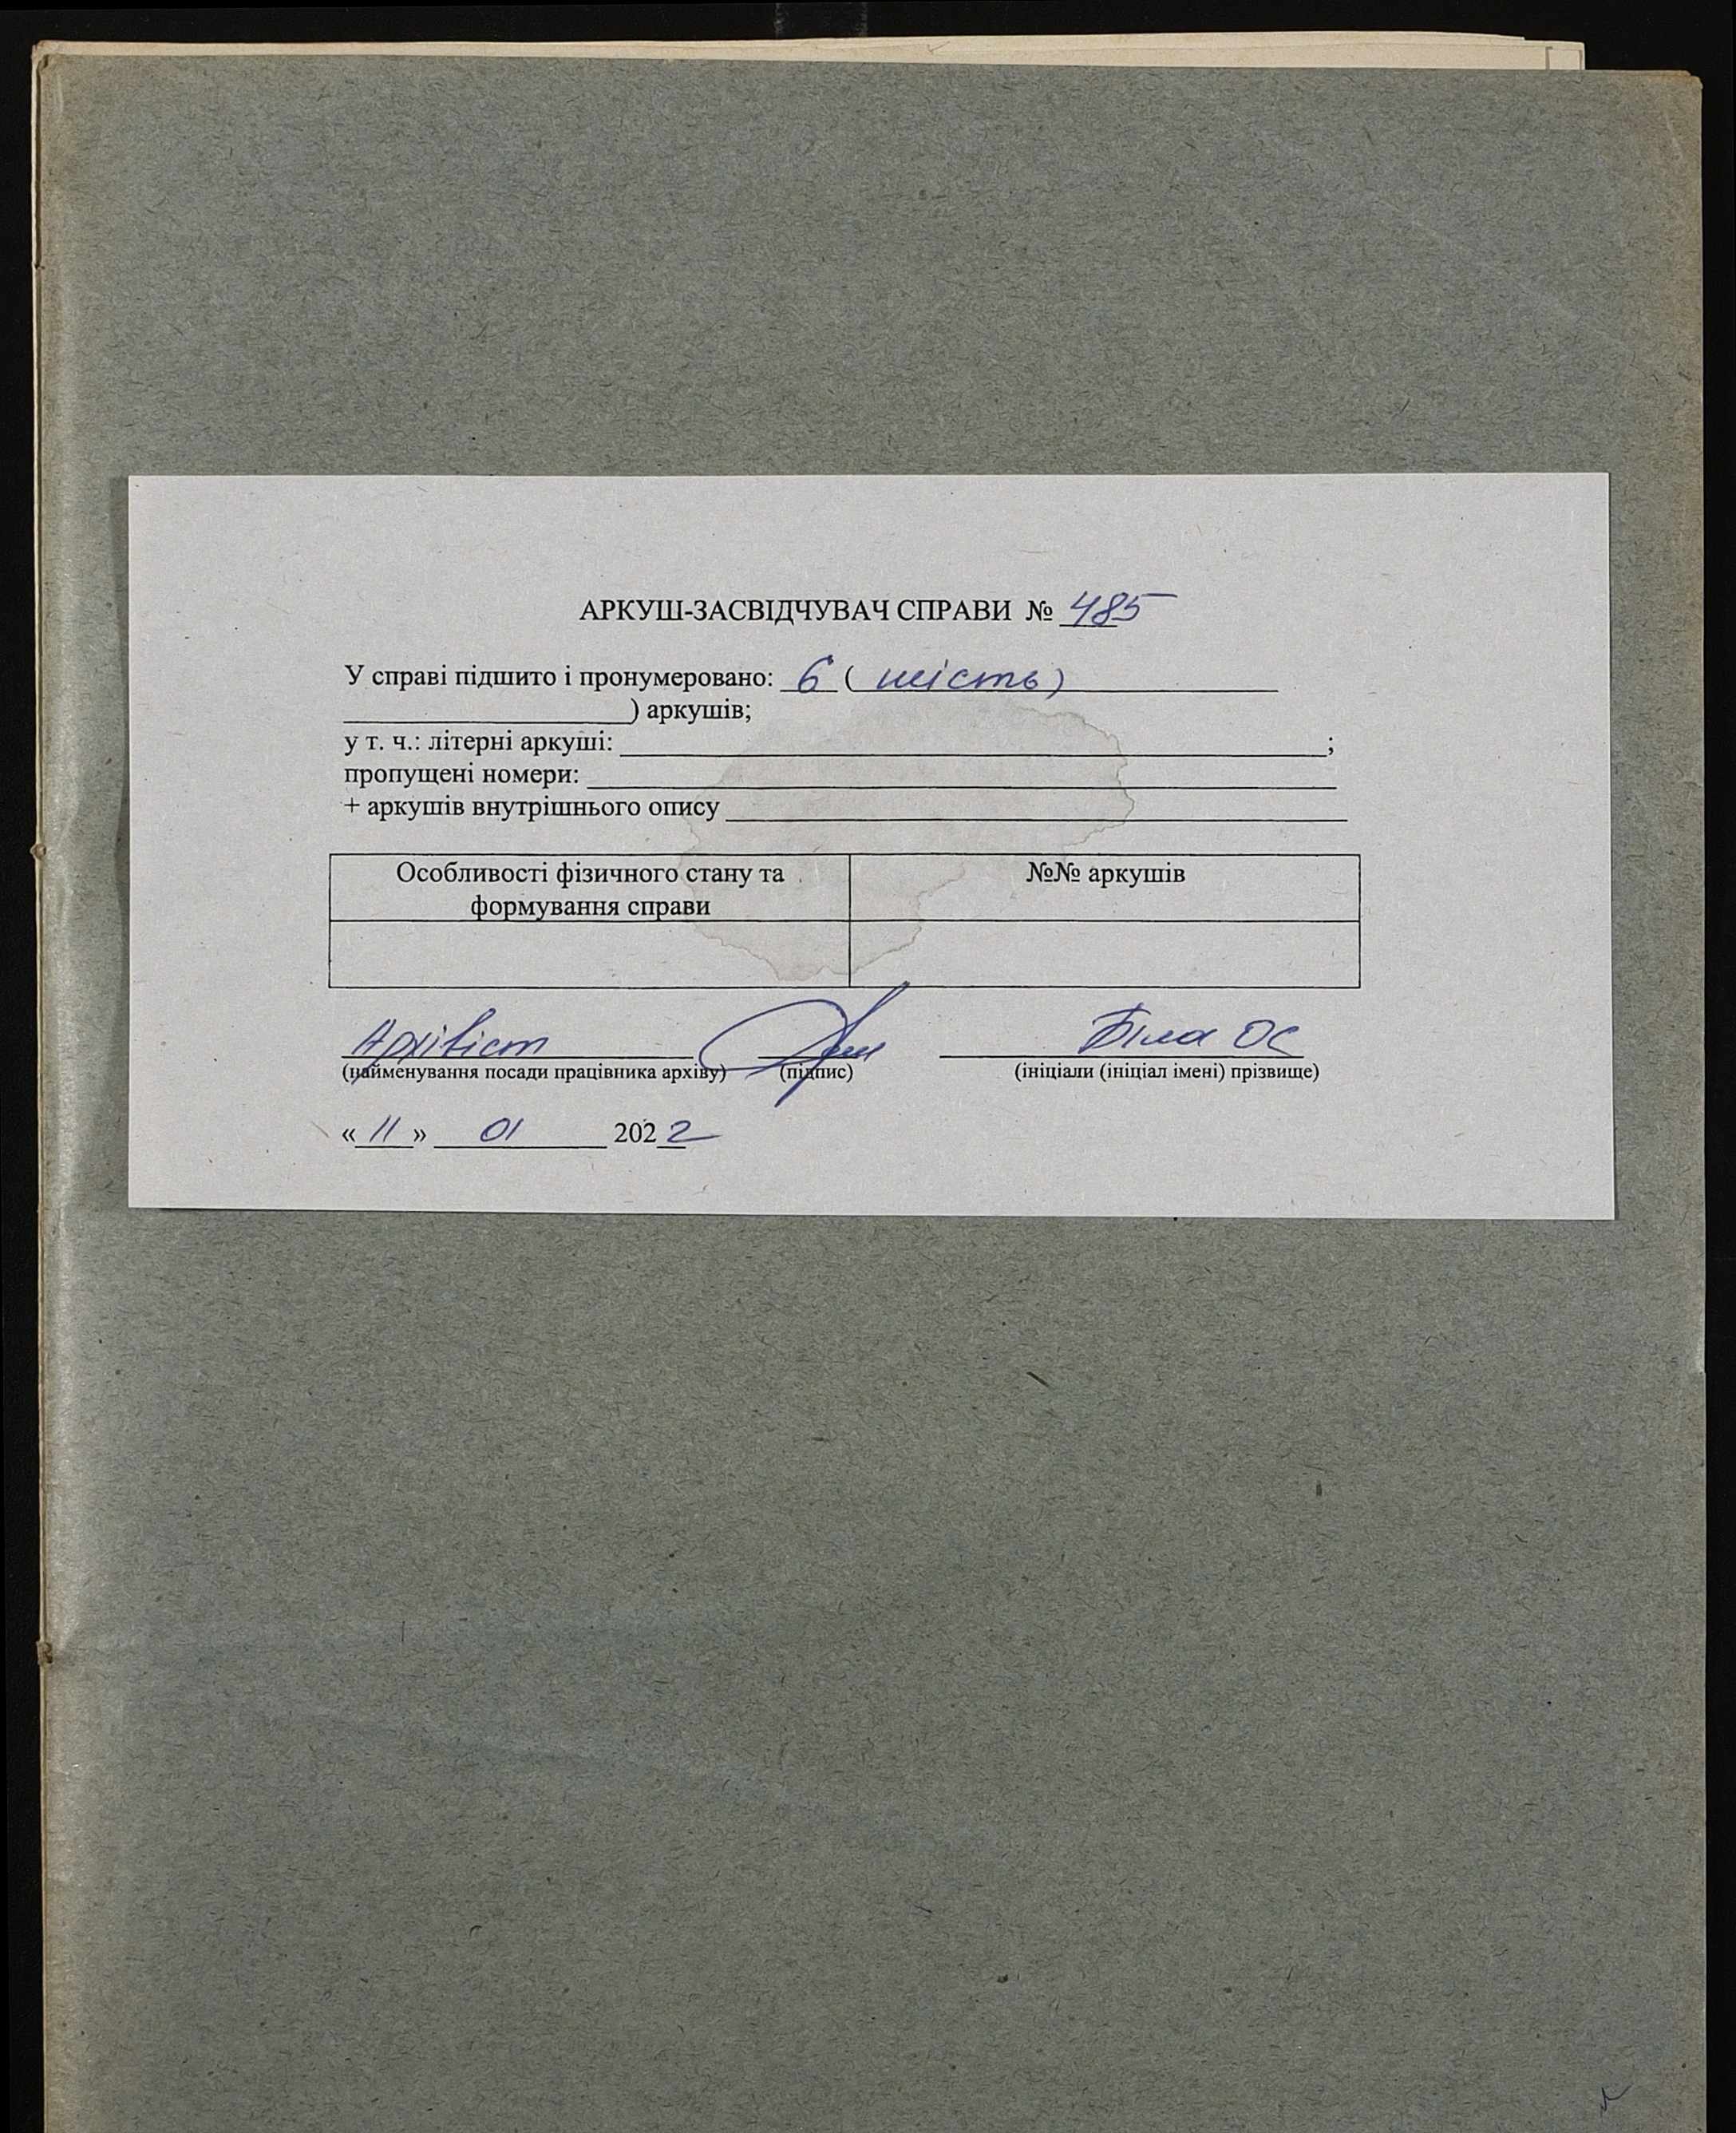 АРКУШ-ЗАСВІДЧУВАЧ СПРАВИ № 485
У справі підшито і пронумеровано: 6 ( шість)
) аркушів;
у т. ч.: літерні аркуші: ;
пропущені номери:
+ аркушів внутрішнього опису
Особливості фізичного стану та формування справи
№№ аркушів
Архівіст Біла ОС
(найменування посади працівника архіву) (підпис) (ініціали (ініціал імені) прізвище)
« 11 » 01 2022